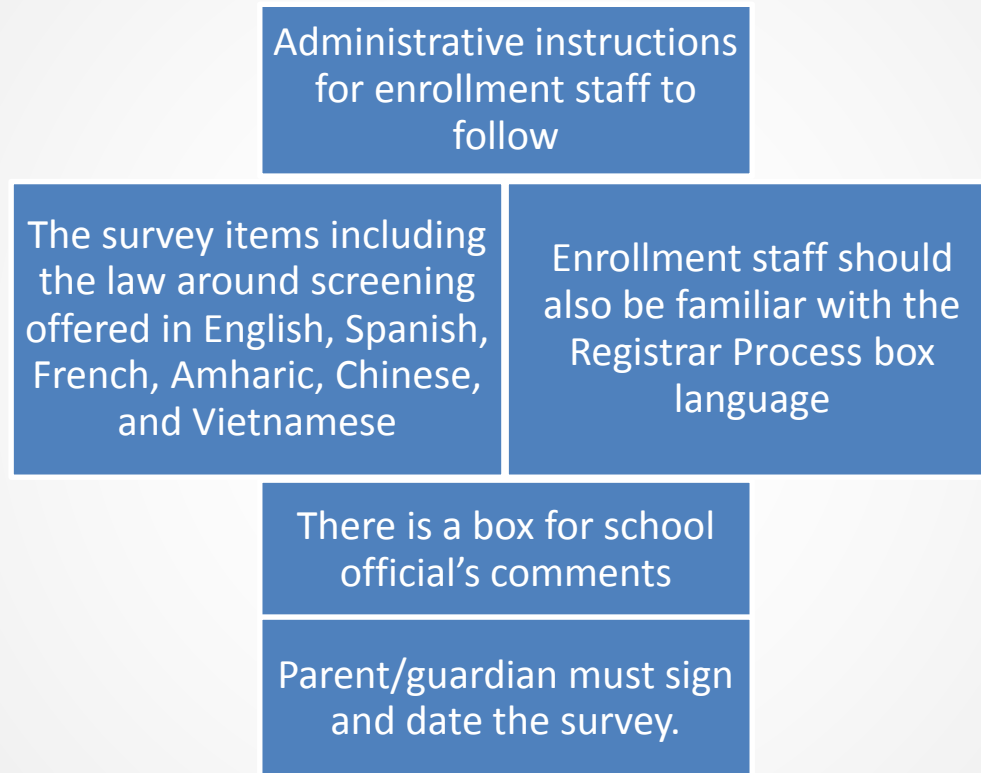 Administrative instructions
for enrollment staff to
follow
The survey items including
the law around screening
offered in English, Spanish,
French, Amharic, Chinese,
and Vietnamese
Enrollment staff should
also be familiar with the
Registrar Process box
language
There is a box for school
official’s comments
Parent/guardian must sign
and date the survey.